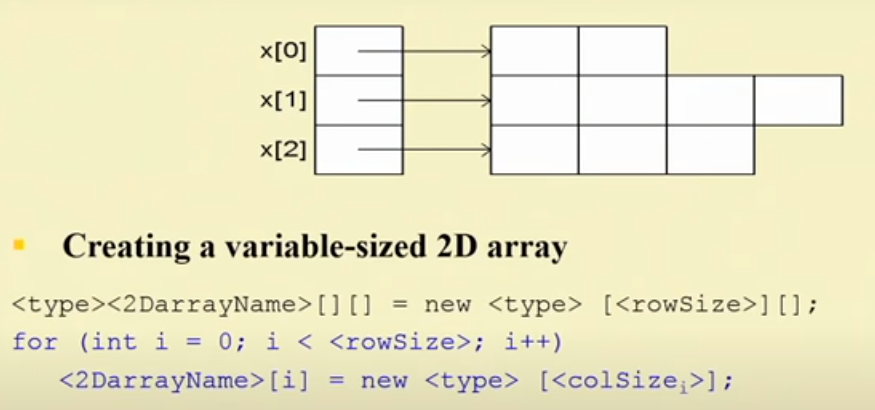 x[0]
x[1]
x[2]
Creating a variable-sized 2D array
<type><2DarrayName>[][] = new <type> [<rowSize>][];
for (int i = 0; i < <rowSize>; i++)
<2DarrayName>[i] = new <type> [<colSizeᵢ>];